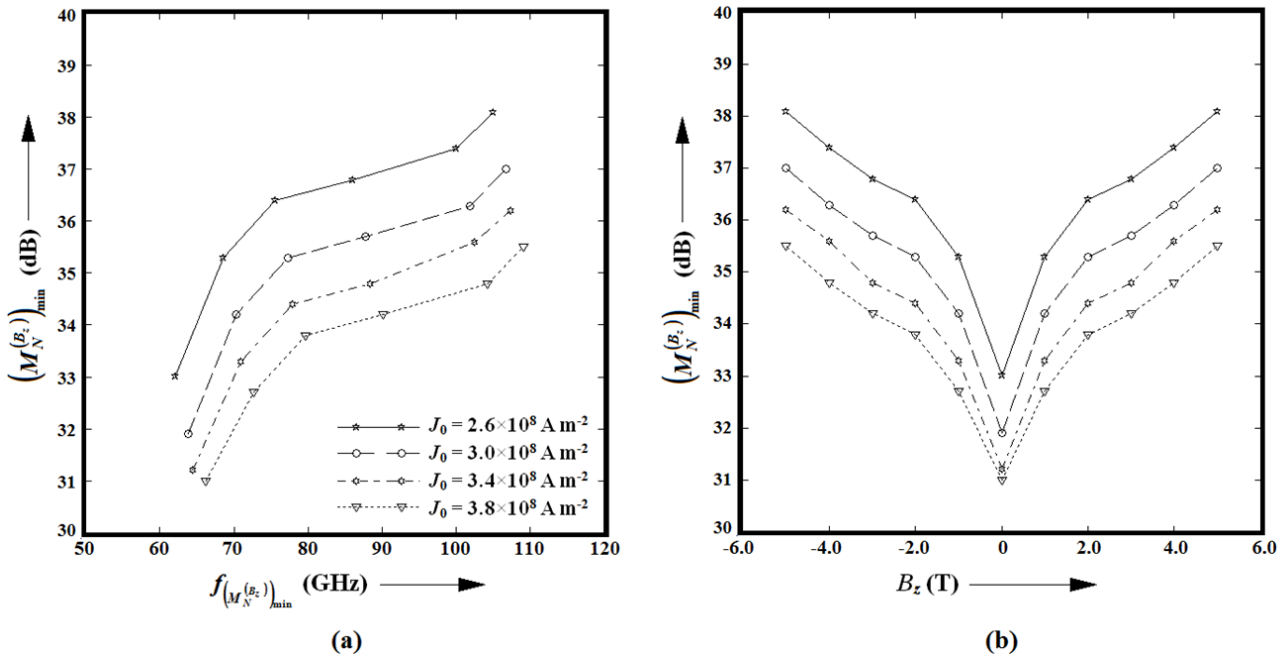 40
39
38
37
36
35
34
33
32
31
30
50 60 70 80 90 100 110 120
(M_N^(B_z))_min (dB)
J₀ = 2.6×10⁸ A m⁻²
J₀ = 3.0×10⁸ A m⁻²
J₀ = 3.4×10⁸ A m⁻²
J₀ = 3.8×10⁸ A m⁻²
f_(M_N^(B_z))_min (GHz)
(a)
40
39
38
37
36
35
34
33
32
31
30
-6.0 -4.0 -2.0 0 2.0 4.0 6.0
(M_N^(B_z))_min (dB)
B_z (T)
(b)